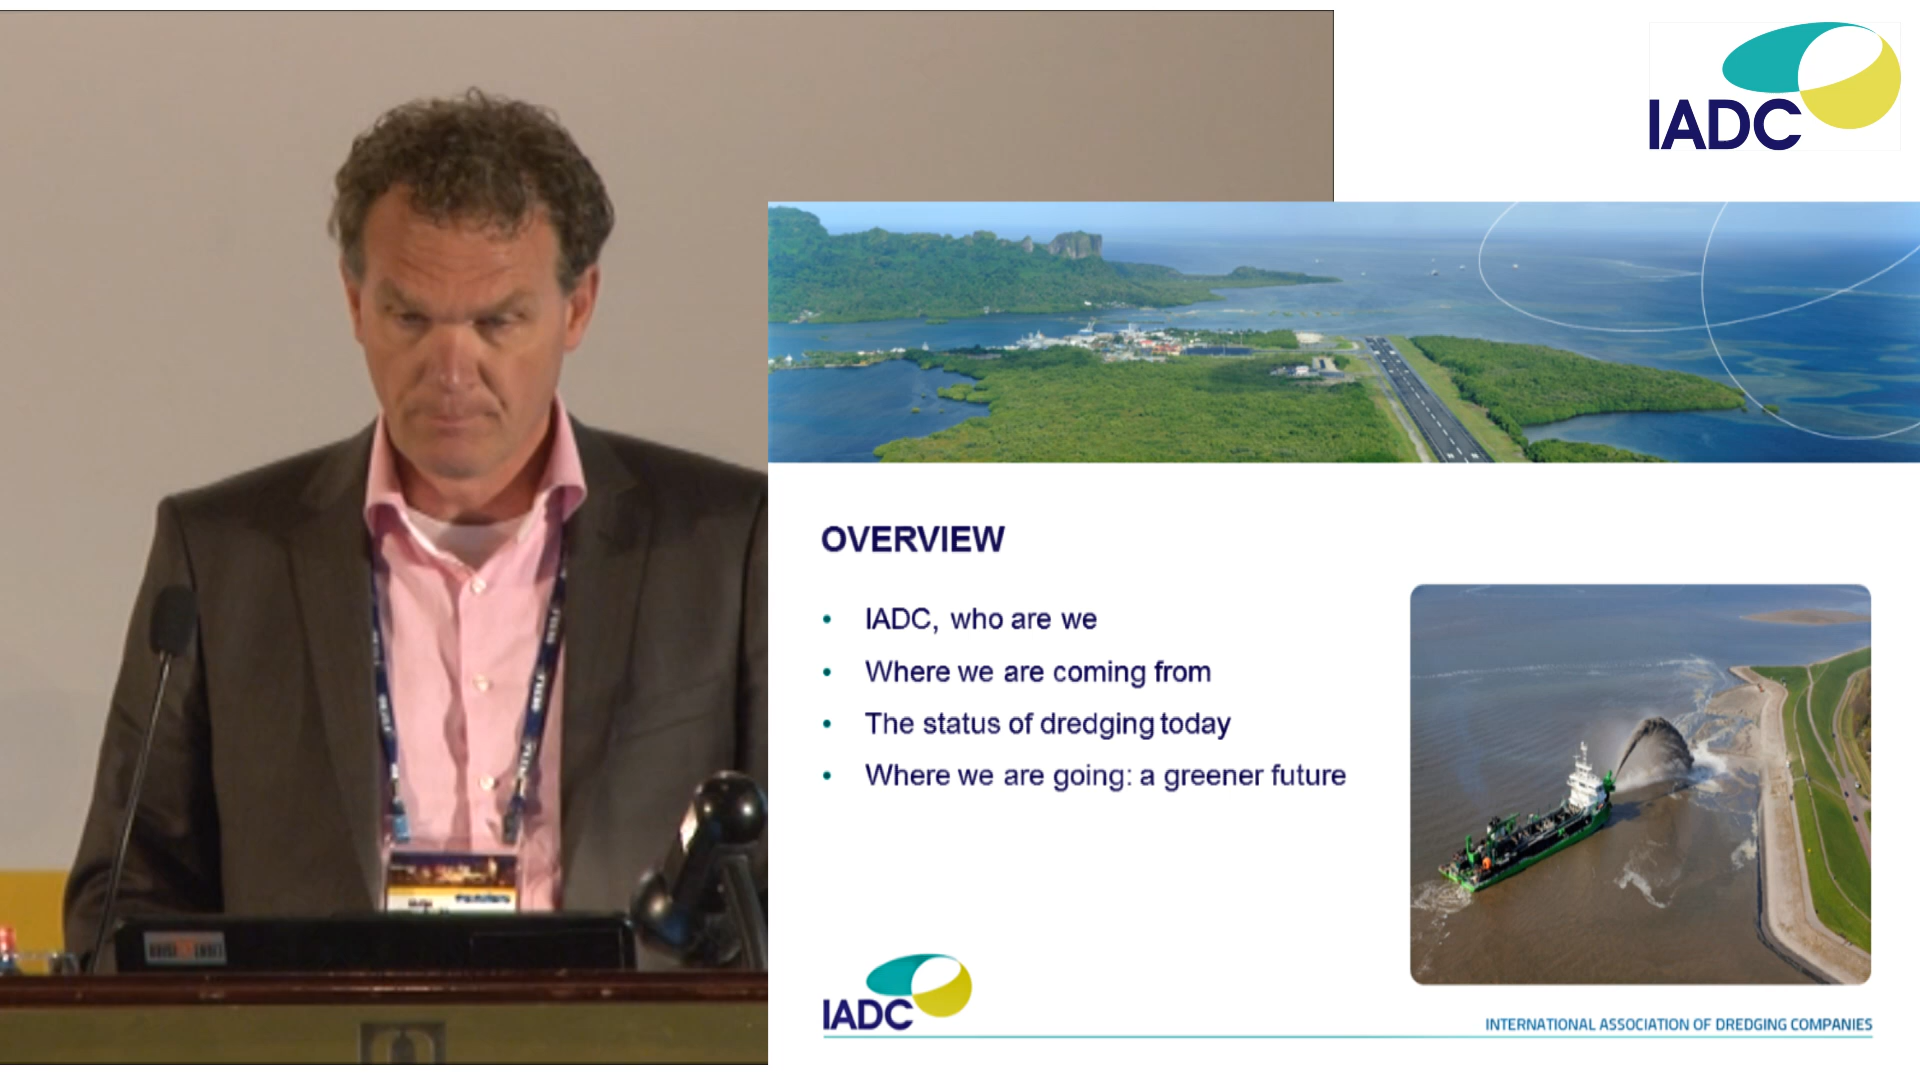 IADC
OVERVIEW
• IADC, who are we
• Where we are coming from
• The status of dredging today
• Where we are going: a greener future
IADC
INTERNATIONAL ASSOCIATION OF DREDGING COMPANIES